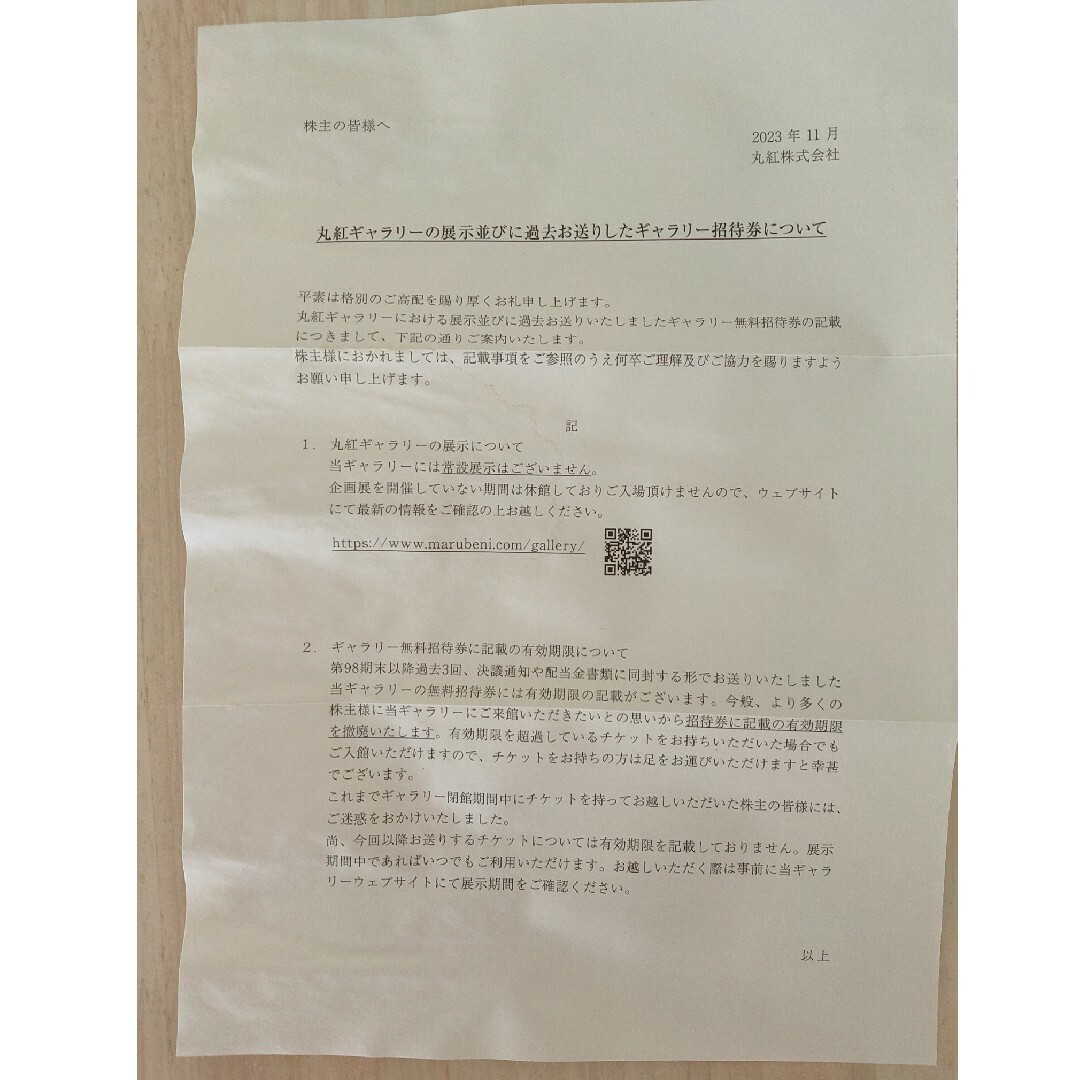 株主の皆様へ
2023 年 11 月
丸紅株式会社
丸紅ギャラリーの展示並びに過去お送りしたギャラリー招待券について
平素は格別のご高配を賜り厚くお礼申し上げます。
丸紅ギャラリーにおける展示並びに過去お送りいたしましたギャラリー無料招待券の記載
につきまして、下記の通りご案内いたします。
株主様におかれましては、記載事項をご参照のうえ何卒ご理解及びご協力を賜りますよう
お願い申し上げます。
記
1. 丸紅ギャラリーの展示について
当ギャラリーには常設展示はございません。
企画展を開催していない期間は休館しておりご入場頂けませんので、ウェブサイト
にて最新の情報をご確認の上お越しください。
https://www.marubeni.com/gallery/
2. ギャラリー無料招待券に記載の有効期限について
第98期末以降過去3回、決議通知や配当金書類に同封する形でお送りいたしました
当ギャラリーの無料招待券には有効期限の記載がございます。今般、より多くの
株主様に当ギャラリーにご来館いただきたいとの思いから招待券に記載の有効期限
を撤廃いたします。有効期限を超過しているチケットをお持ちいただいた場合でも
ご入館いただけますので、チケットをお持ちの方は足をお運びいただけますと幸甚
でございます。
これまでギャラリー閉館期間中にチケットを持ってお越しいただいた株主の皆様には、
ご迷惑をおかけいたしました。
尚、今回以降お送りするチケットについては有効期限を記載しておりません。展示
期間中であればいつでもご利用いただけます。お越しいただく際は事前に当ギャラ
リーウェブサイトにて展示期間をご確認ください。
以上